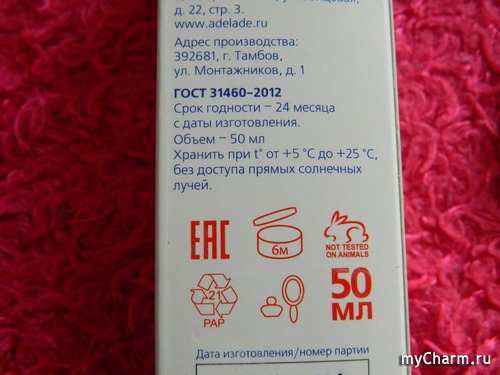 д. 22, стр. 3.
www.adelade.ru
Адрес производства:
392681, г. Тамбов,
ул. Монтажников, д. 1
ГОСТ 31460–2012
Срок годности – 24 месяца
с даты изготовления.
Объем – 50 мл
Хранить при t° от +5 °С до +25 °С,
без доступа прямых солнечных
лучей.
EAC
6м
NOT TESTED
ON ANIMALS
21
PAP
50
МЛ
Дата изготовления/номер партии
myCharm.ru